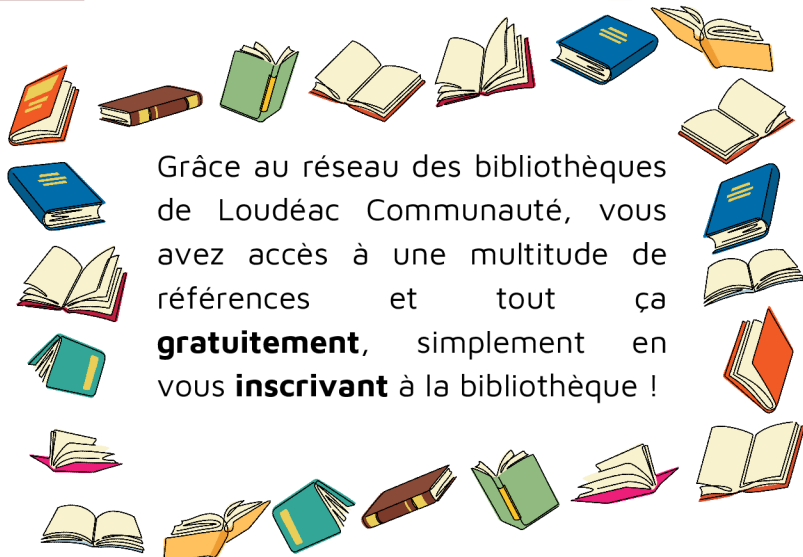 Grâce au réseau des bibliothèques
de Loudéac Communauté, vous
avez accès à une multitude de
références et tout ça
gratuitement, simplement en
vous inscrivant à la bibliothèque !